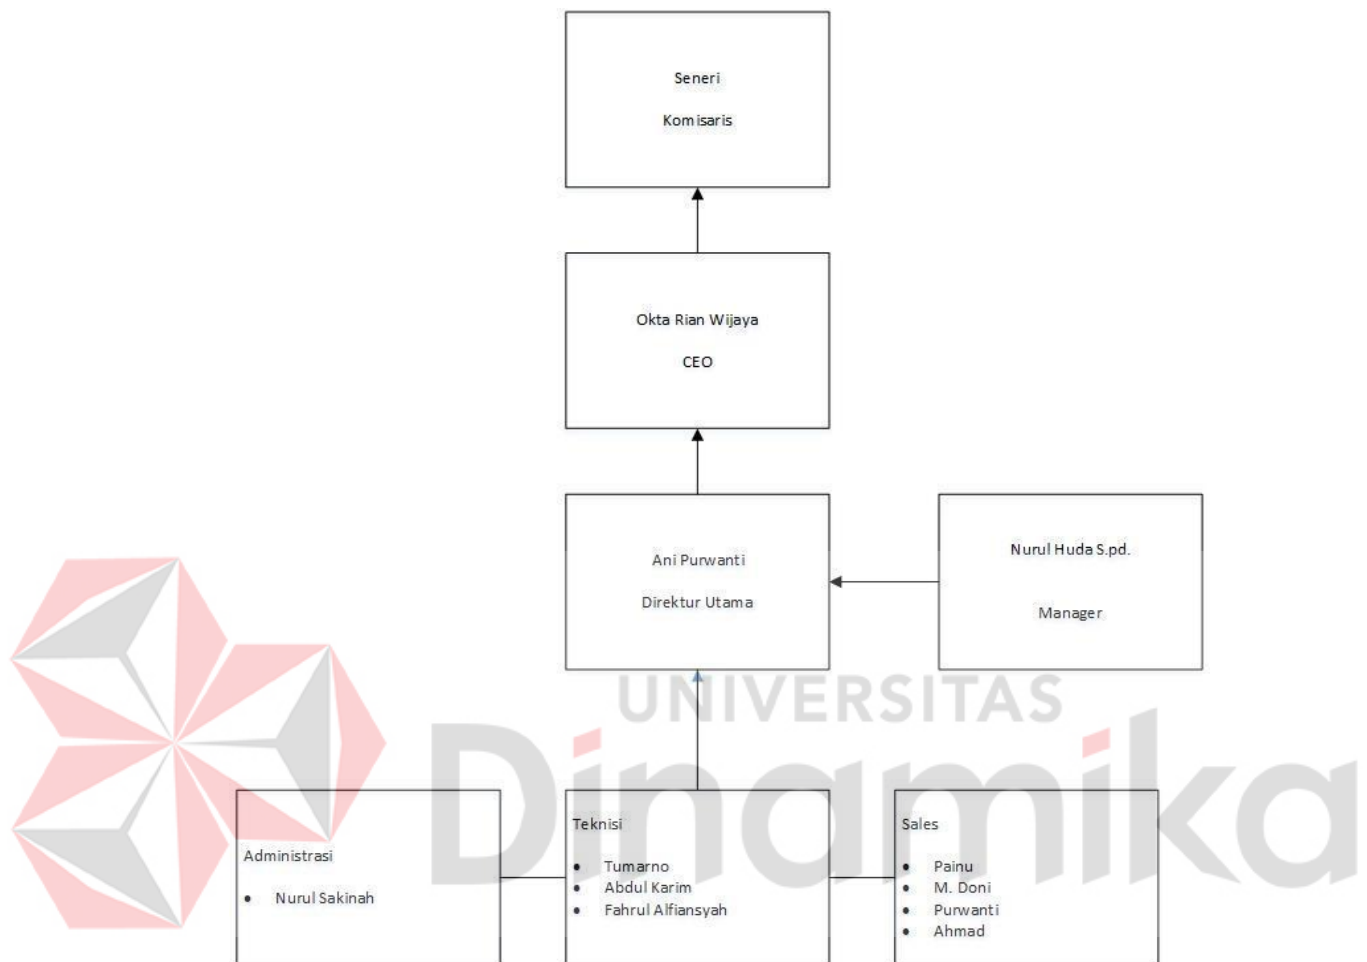 Seneri
Komisaris
Okta Rian Wijaya
CEO
Ani Purwanti
Direktur Utama
Nurul Huda S.pd.
Manager
UNIVERSITAS
Dinamika
Administrasi
• Nurul Sakinah
Teknisi
• Tumarno
• Abdul Karim
• Fahrul Alfiansyah
Sales
• Painu
• M. Doni
• Purwanti
• Ahmad